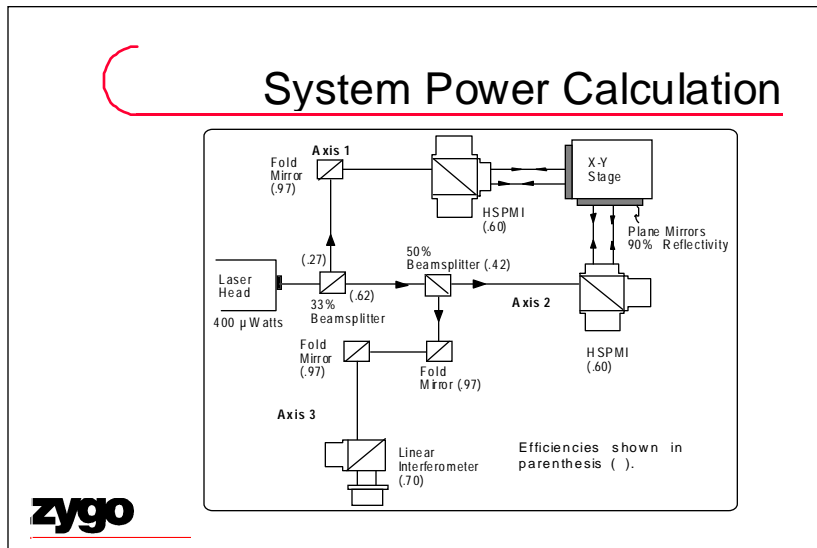 System Power Calculation
Axis 1
Fold
Mirror
(.97)
X-Y
Stage
HSPMI
(.60)
Plane Mirrors
90% Reflectivity
(.27)
50%
Beamsplitter (.42)
Laser
Head
(.62)
33%
Beamsplitter
Axis 2
400 µWatts
HSPMI
(.60)
Fold
Mirror
(.97)
Fold
Mirror (.97)
Axis 3
Linear
Interferometer
(.70)
Efficiencies shown in
parenthesis ( ).
zygo